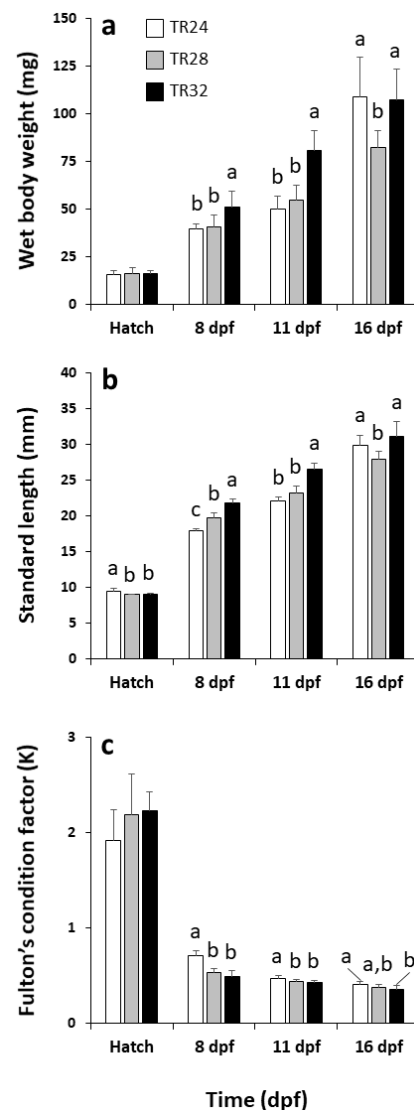 a
TR24
TR28
TR32
Wet body weight (mg)
150
125
100
75
50
25
0
b b a
b b a
a b a
Hatch 8 dpf 11 dpf 16 dpf
b
Standard length (mm)
40
35
30
25
20
15
10
5
0
a b b
c b a
b b a
a b a
Hatch 8 dpf 11 dpf 16 dpf
c
Fulton's condition factor (K)
3
2
1
0
a b b
a b b
a a,b b
Hatch 8 dpf 11 dpf 16 dpf
Time (dpf)